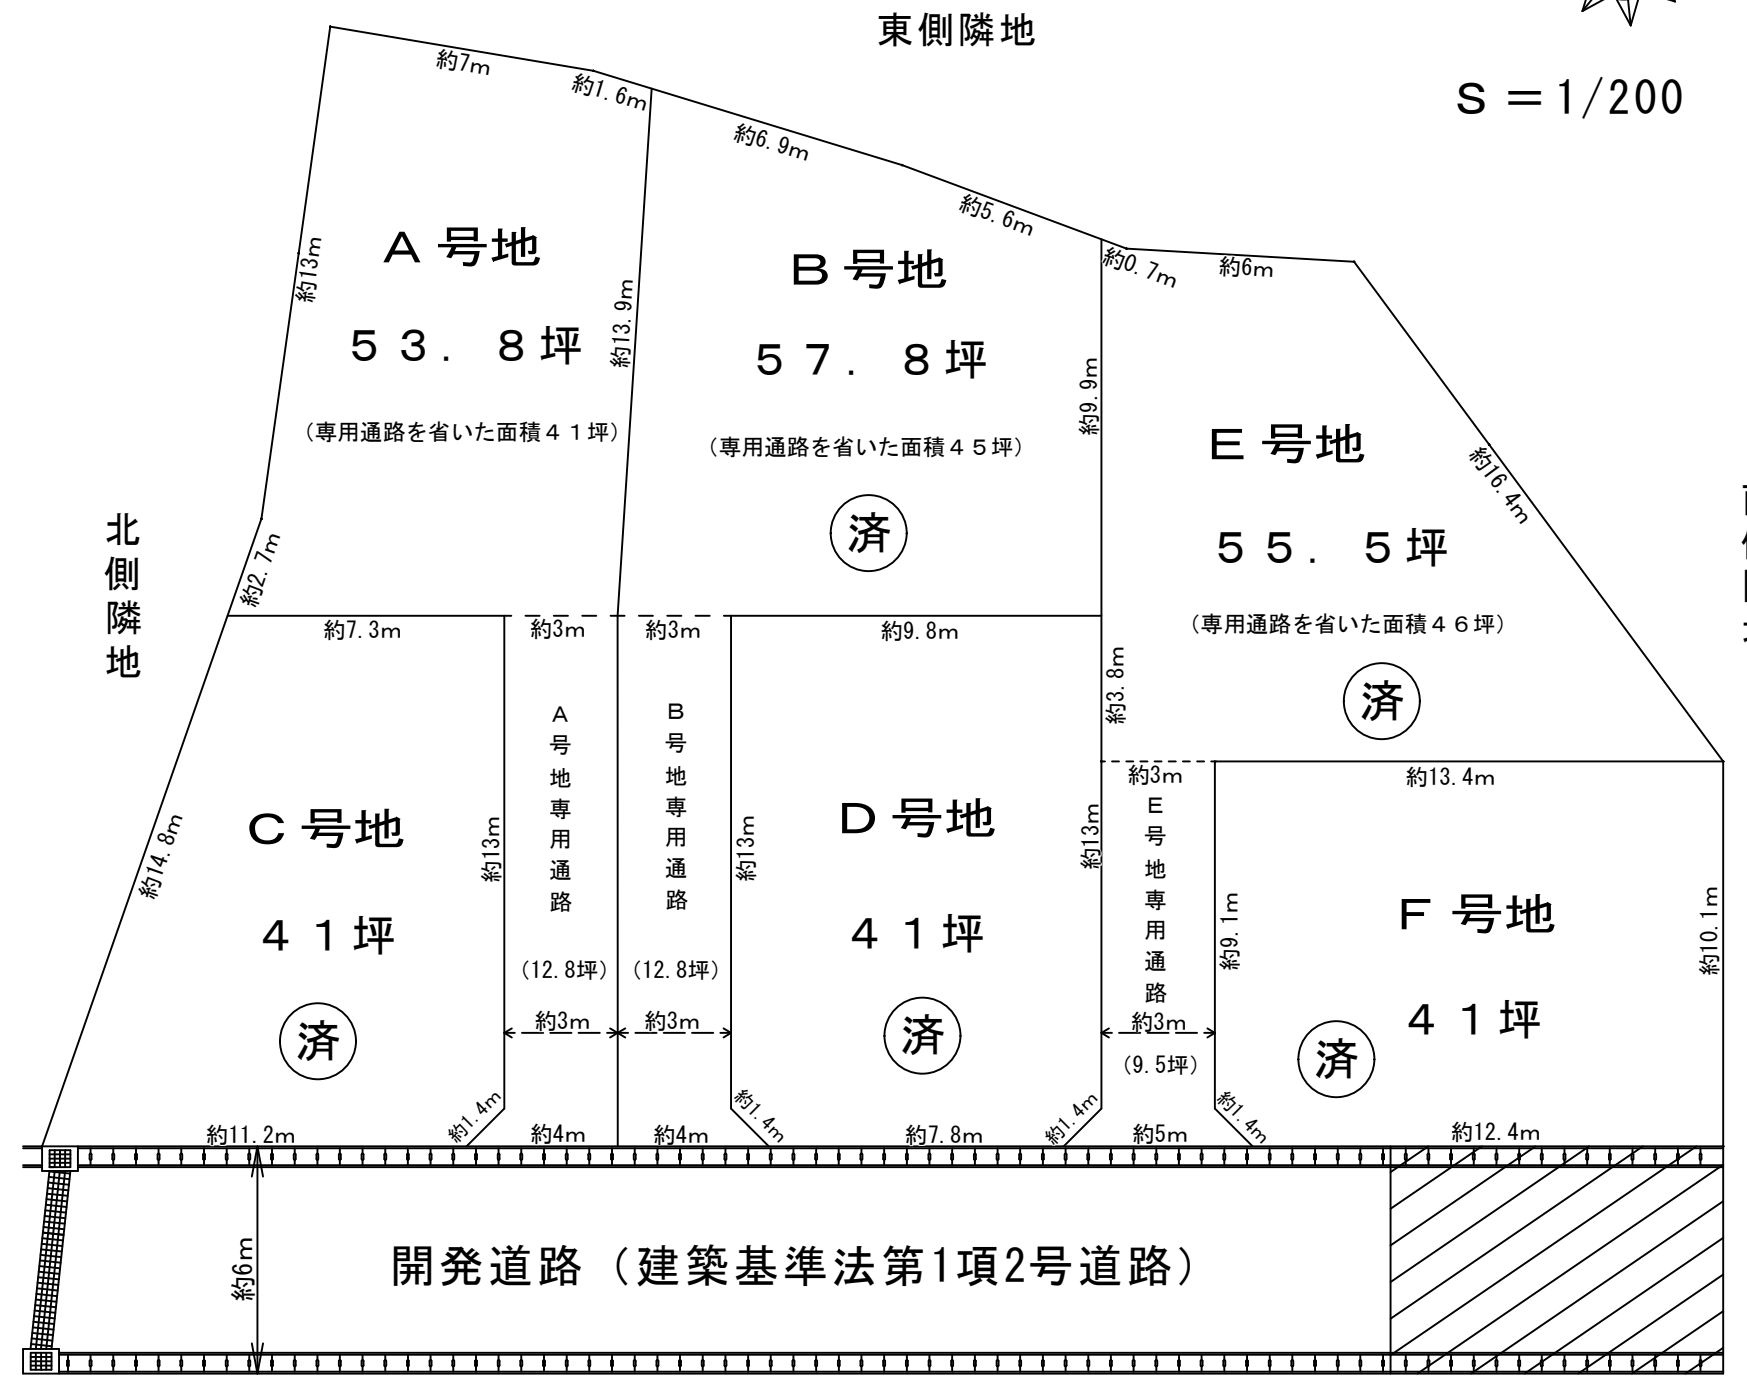 東側隣地
S=1/200
約7m
約1.6m
約6.9m
約5.6m
約0.7m
約6m
約13m
A号地
53.8坪
(専用通路を省いた面積41坪)
約13.9m
B号地
57.8坪
(専用通路を省いた面積45坪)
済
約9.9m
E号地
55.5坪
(専用通路を省いた面積46坪)
済
約16.4m
北側隣地
約2.7m
約7.3m
約3m
約3m
約9.8m
約3.8m
約3m
約13.4m
約14.8m
C号地
41坪
済
約13m
A号地専用通路
(12.8坪)
約3m
B号地専用通路
(12.8坪)
約3m
約13m
D号地
41坪
済
約13m
E号地専用通路
約3m
(9.5坪)
約9.1m
F号地
41坪
済
約10.1m
約11.2m
約1.4m
約4m
約4m
約1.4m
約7.8m
約1.4m
約5m
約1.4m
約12.4m
約6m
開発道路(建築基準法第1項2号道路)